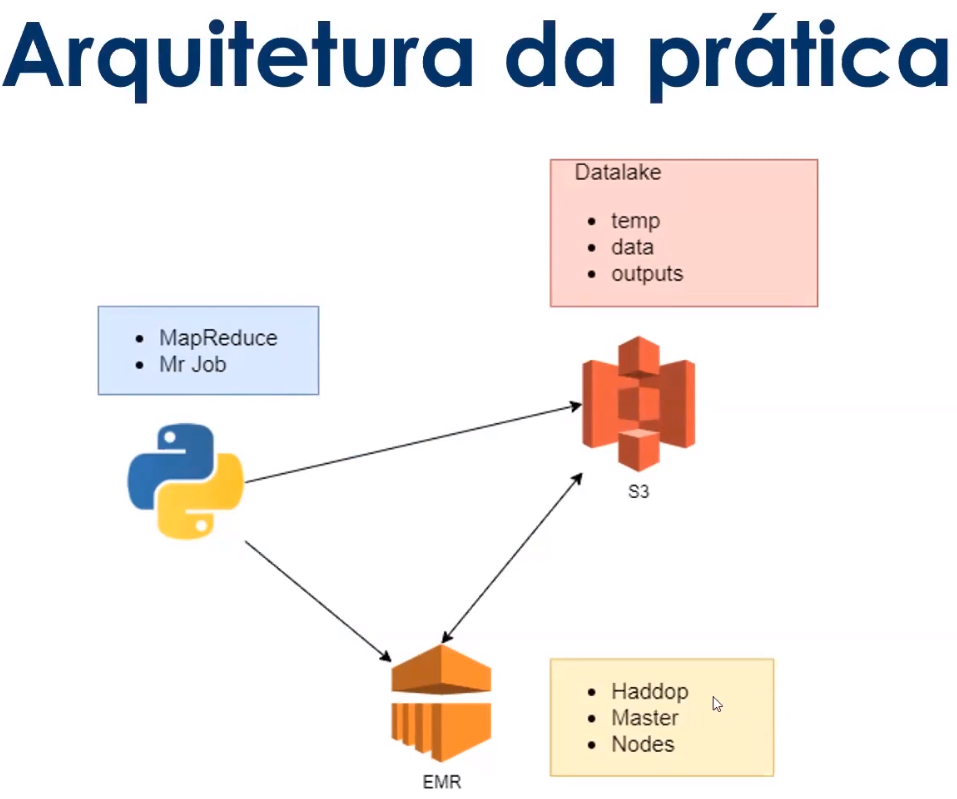 Arquitetura da prática
Datalake
• temp
• data
• outputs
• MapReduce
• Mr Job
S3
• Haddop
• Master
• Nodes
EMR